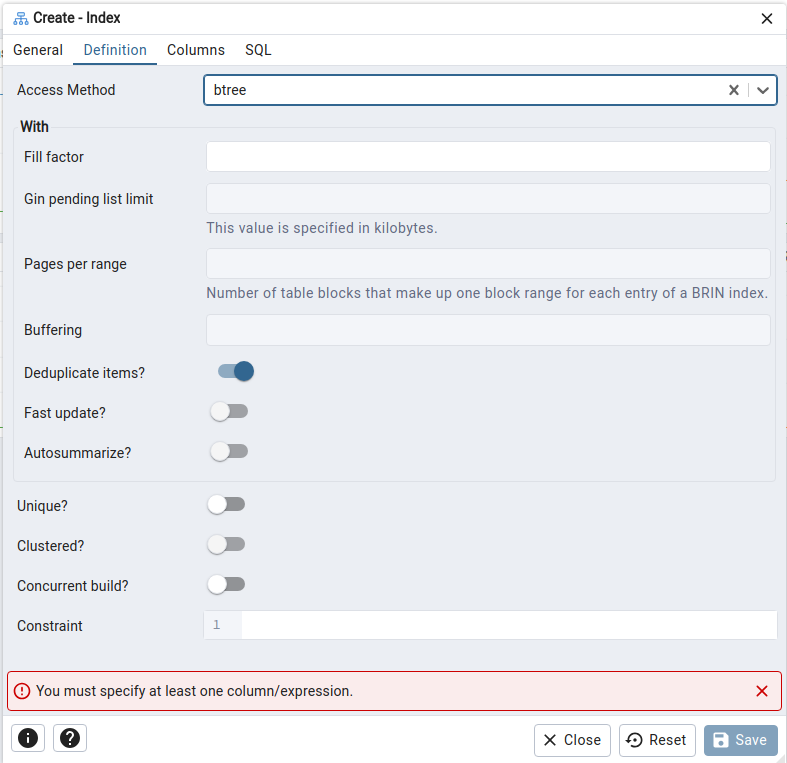 Create - Index
General Definition Columns SQL
Access Method btree
With
Fill factor
Gin pending list limit
This value is specified in kilobytes.
Pages per range
Number of table blocks that make up one block range for each entry of a BRIN index.
Buffering
Deduplicate items?
Fast update?
Autosummarize?
Unique?
Clustered?
Concurrent build?
Constraint 1
You must specify at least one column/expression.
Close Reset Save